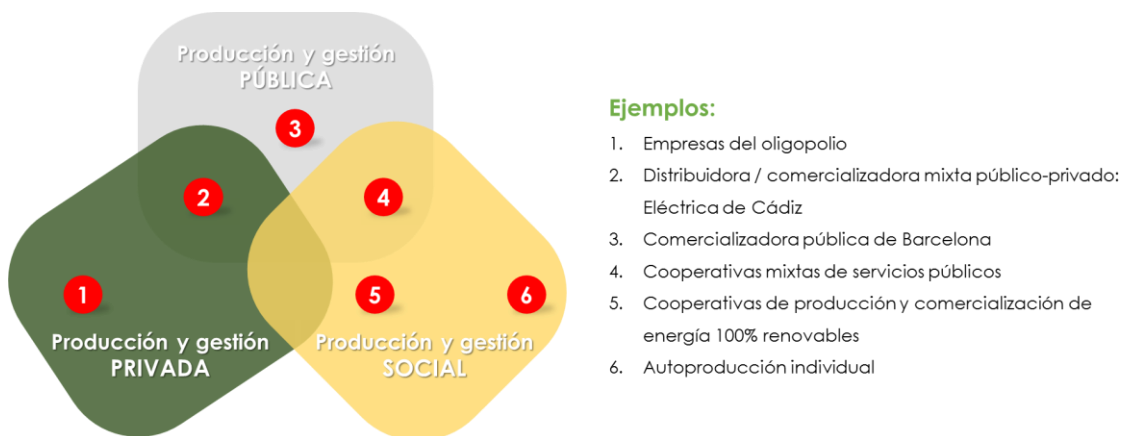 Producción y gestión
PÚBLICA
3
2
4
1
5
6
Producción y gestión
PRIVADA
Producción y gestión
SOCIAL
Ejemplos:
1. Empresas del oligopolio
2. Distribuidora / comercializadora mixta público-privado:
Eléctrica de Cádiz
3. Comercializadora pública de Barcelona
4. Cooperativas mixtas de servicios públicos
5. Cooperativas de producción y comercialización de
energía 100% renovables
6. Autoproducción individual